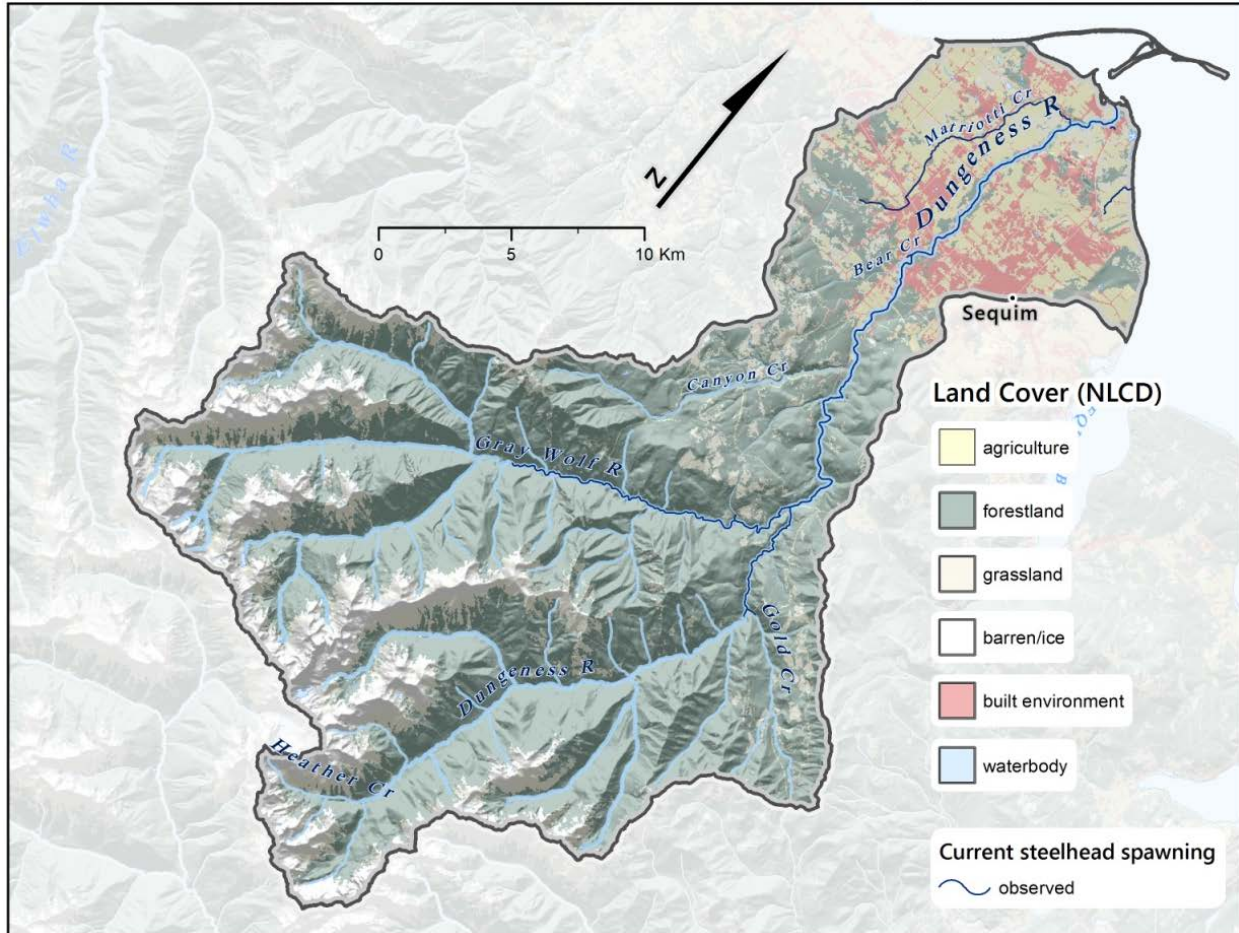 Elwha R
N
0
5
10 Km
Matriotti Cr
Dungeness R
Bear Cr
Sequim
Canyon Cr
Gray Wolf R
Gold Cr
Dungeness R
Heather Cr
Land Cover (NLCD)
agriculture
forestland
grassland
barren/ice
built environment
waterbody
Current steelhead spawning
observed